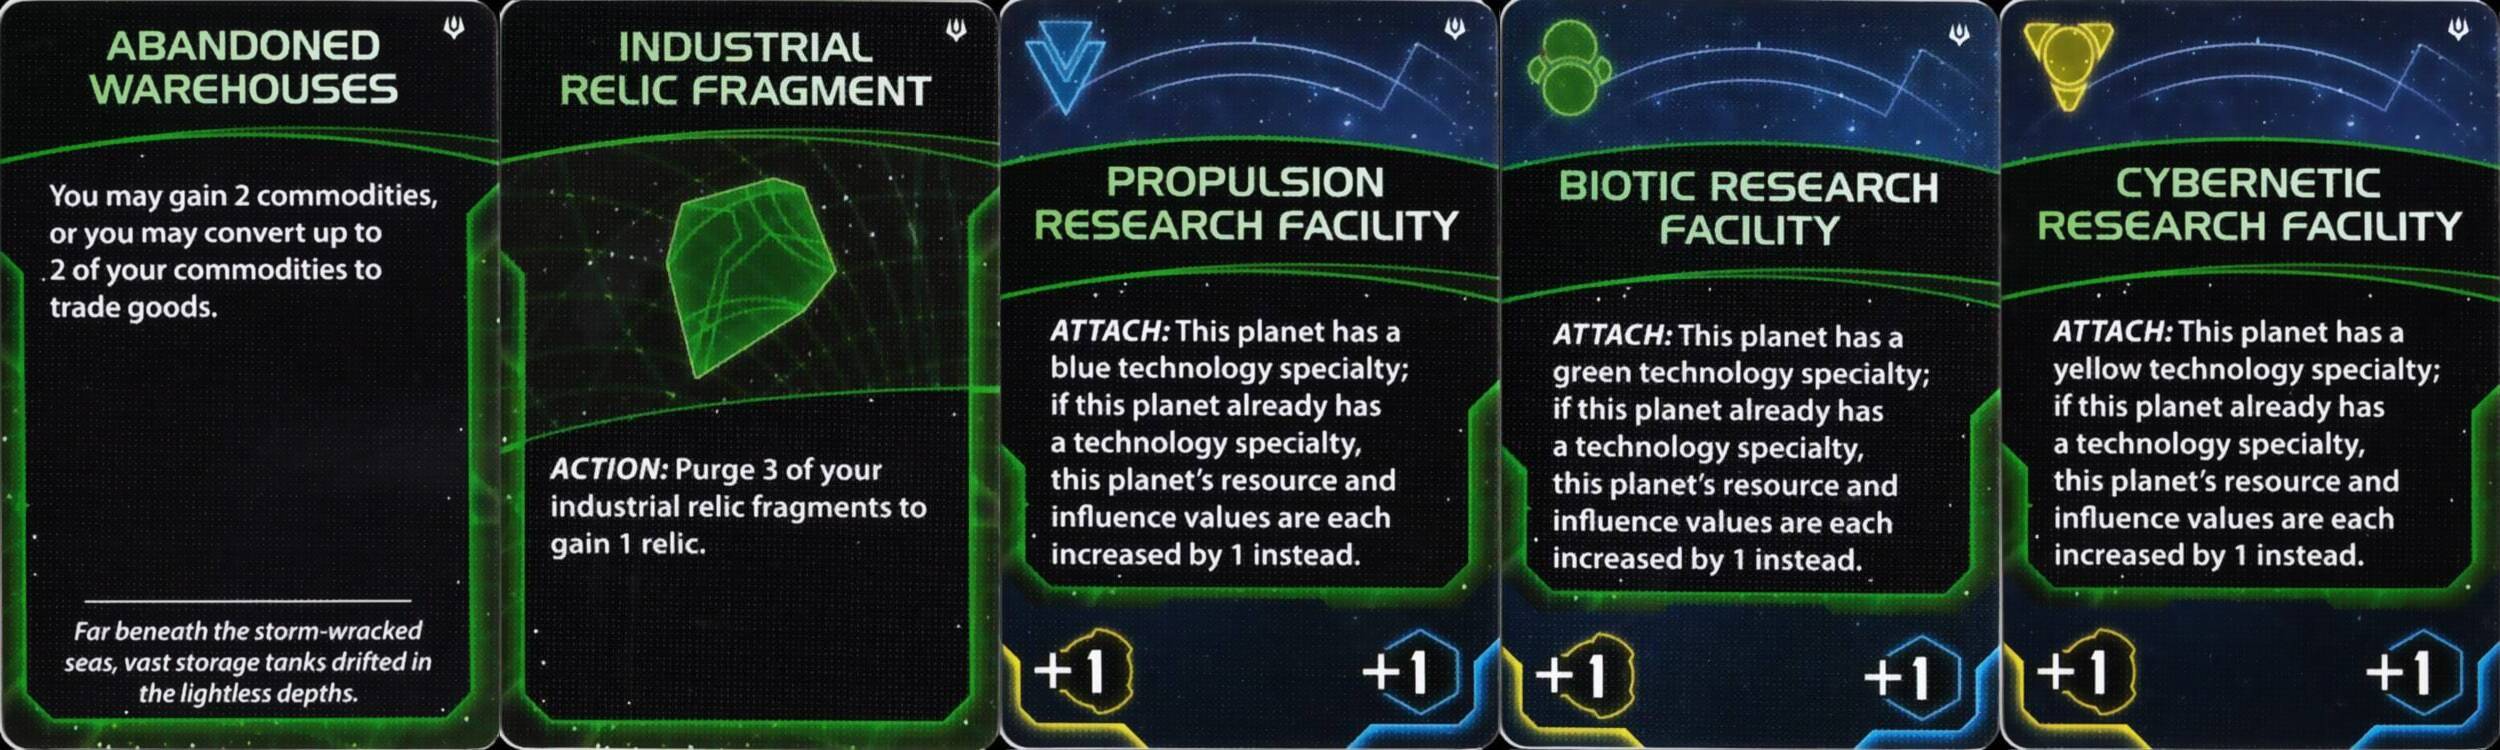 ABANDONED
WAREHOUSES
You may gain 2 commodities,
or you may convert up to
2 of your commodities to
trade goods.
Far beneath the storm-wracked
seas, vast storage tanks drifted in
the lightless depths.
INDUSTRIAL
RELIC FRAGMENT
ACTION: Purge 3 of your
industrial relic fragments to
gain 1 relic.
PROPULSION
RESEARCH FACILITY
ATTACH: This planet has a
blue technology specialty;
if this planet already has
a technology specialty,
this planet's resource and
influence values are each
increased by 1 instead.
+1
+1
BIOTIC RESEARCH
FACILITY
ATTACH: This planet has a
green technology specialty;
if this planet already has
a technology specialty,
this planet's resource and
influence values are each
increased by 1 instead.
+1
+1
CYBERNETIC
RESEARCH FACILITY
ATTACH: This planet has a
yellow technology specialty;
if this planet already has
a technology specialty,
this planet's resource and
influence values are each
increased by 1 instead.
+1
+1